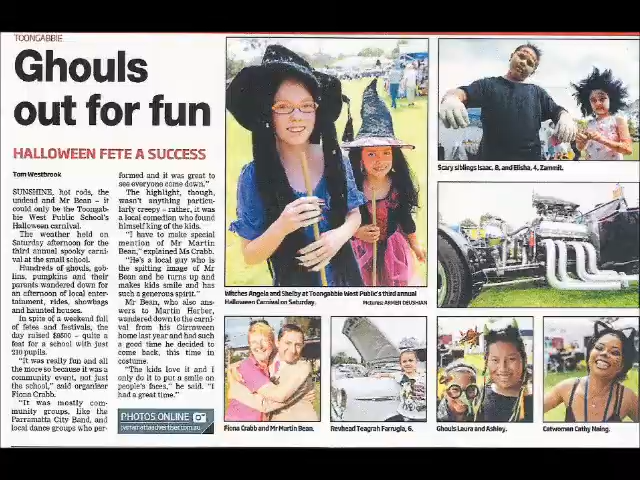 TOONGABBIE
Ghouls
out for fun
HALLOWEEN FETE A SUCCESS
Tom Westbrook
SUNSHINE, hot rods, the
undead and Mr Bean – it
could only be the Toongab-
bie West Public School's
Halloween carnival.
The weather held on
Saturday afternoon for the
third annual spooky carni-
val at the small school.
Hundreds of ghouls, gob-
lins, pumpkins and their
parents wandered down for
an afternoon of local enter-
tainment, rides, showbags
and haunted houses.
In spite of a weekend full
of fetes and festivals, the
day raised $8500 – quite a
feat for a school with just
210 pupils.
"It was really fun and all
the more so because it was a
community event, not just
the school," said organiser
Fiona Crabb.
"It was mostly com-
munity groups, like the
Parramatta City Band, and
local dance groups who per-
formed and it was great to
see everyone come down."
The highlight, though,
wasn't anything particu-
larly creepy – rather, it was
a local comedian who found
himself king of the kids.
"I have to make special
mention of Mr Martin
Bean," explained Ms Crabb.
"He's a local guy who is
the spitting image of Mr
Bean and he turns up and
makes kids smile and has
such a generous spirit."
Mr Bean, who also ans-
wers to Martin Herber,
wandered down to the carni-
val from his Girraween
home last year and had such
a good time he decided to
come back, this time in
costume.
"The kids love it and I
only do it to put a smile on
people's faces," he said. "I
had a great time."
PHOTOS ONLINE
parramattaadvertiser.com.au
Witches Angela and Shelby at Toongabbie West Public's third annual
Halloween Carnival on Saturday.
Pictures: ARMEN DEUSHIAN
Scary siblings Isaac, 8, and Elisha, 4, Zammit.
Fiona Crabb and Mr Martin Bean.
Revhead Teagrah Farrugia, 6.
Ghouls Laura and Ashley.
Catwoman Cathy Naing.